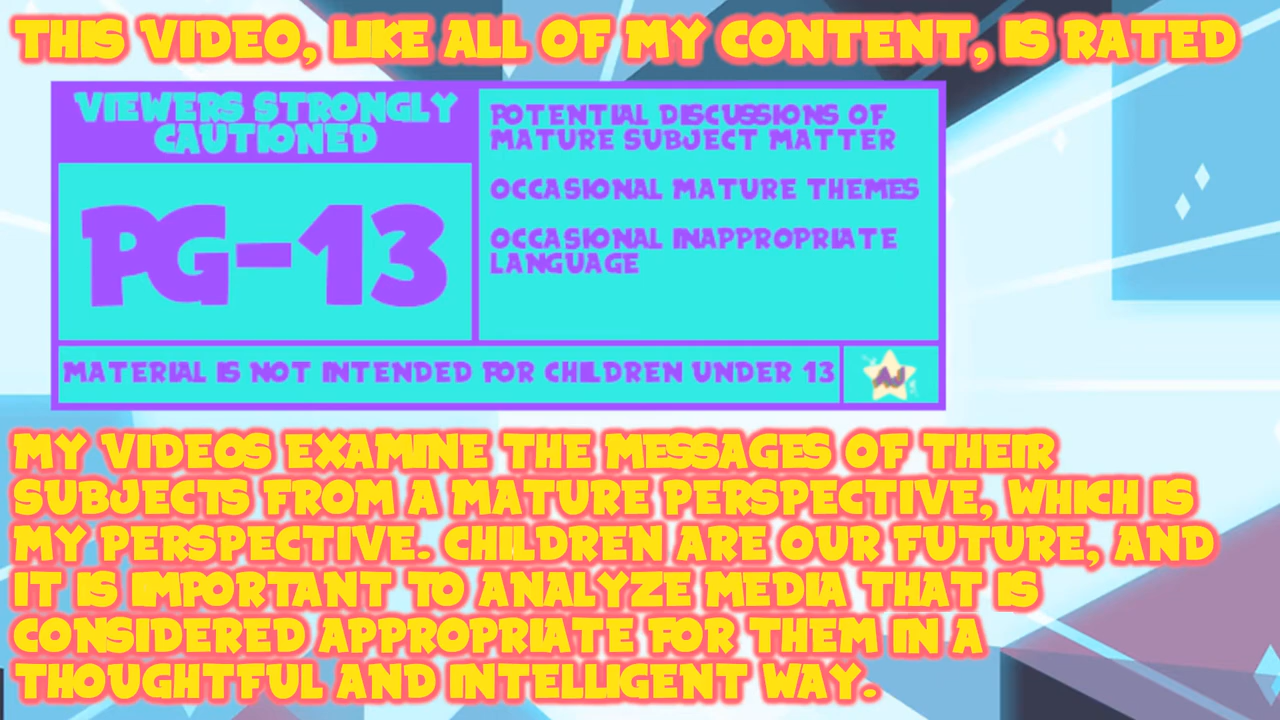 THIS VIDEO, LIKE ALL OF MY CONTENT, IS RATED
VIEWERS STRONGLY
CAUTIONED
PG-13
POTENTIAL DISCUSSIONS OF
MATURE SUBJECT MATTER
OCCASIONAL MATURE THEMES
OCCASIONAL INAPPROPRIATE
LANGUAGE
MATERIAL IS NOT INTENDED FOR CHILDREN UNDER 13
AJ
MY VIDEOS EXAMINE THE MESSAGES OF THEIR
SUBJECTS FROM A MATURE PERSPECTIVE, WHICH IS
MY PERSPECTIVE. CHILDREN ARE OUR FUTURE, AND
IT IS IMPORTANT TO ANALYZE MEDIA THAT IS
CONSIDERED APPROPRIATE FOR THEM IN A
THOUGHTFUL AND INTELLIGENT WAY.